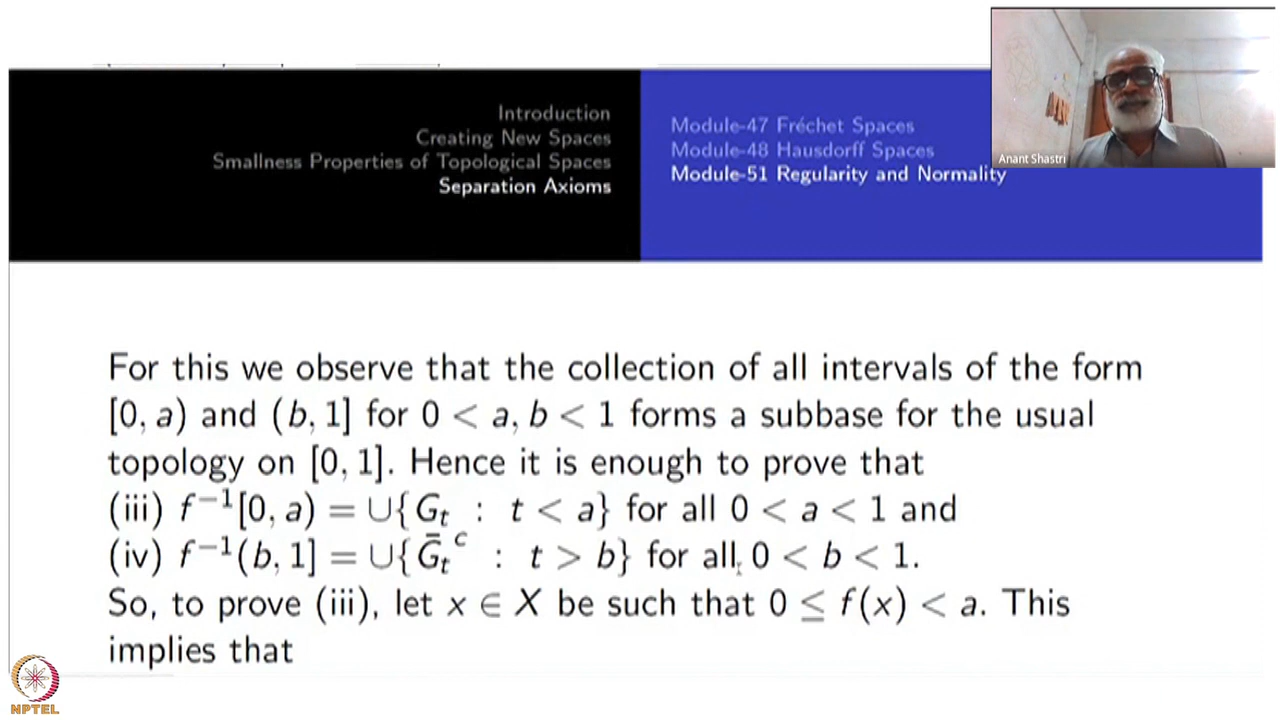 Introduction
Creating New Spaces
Smallness Properties of Topological Spaces
Separation Axioms
Module-47 Fréchet Spaces
Module-48 Hausdorff Spaces
Module-51 Regularity and Normality
Anant Shastri
For this we observe that the collection of all intervals of the form
[0, a) and (b, 1] for 0 < a, b < 1 forms a subbase for the usual
topology on [0, 1]. Hence it is enough to prove that
(iii) f⁻¹[0, a) = ∪{G_t : t < a} for all 0 < a < 1 and
(iv) f⁻¹(b, 1] = ∪{Ḡ_t^c : t > b} for all 0 < b < 1.
So, to prove (iii), let x ∈ X be such that 0 ≤ f(x) < a. This
implies that
NPTEL